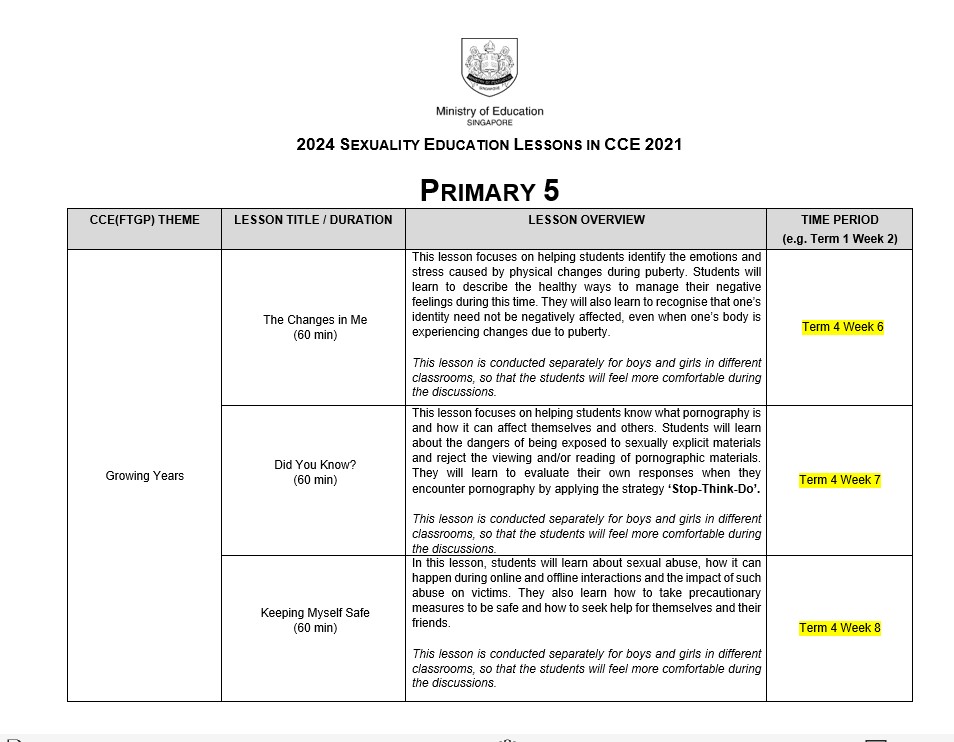 Ministry of Education
SINGAPORE
2024 SEXUALITY EDUCATION LESSONS IN CCE 2021
PRIMARY 5
CCE(FTGP) THEME
LESSON TITLE / DURATION
LESSON OVERVIEW
TIME PERIOD
(e.g. Term 1 Week 2)
Growing Years
The Changes in Me
(60 min)
This lesson focuses on helping students identify the emotions and
stress caused by physical changes during puberty. Students will
learn to describe the healthy ways to manage their negative
feelings during this time. They will also learn to recognise that one's
identity need not be negatively affected, even when one's body is
experiencing changes due to puberty.
This lesson is conducted separately for boys and girls in different
classrooms, so that the students will feel more comfortable during
the discussions.
Term 4 Week 6
Did You Know?
(60 min)
This lesson focuses on helping students know what pornography is
and how it can affect themselves and others. Students will learn
about the dangers of being exposed to sexually explicit materials
and reject the viewing and/or reading of pornographic materials.
They will learn to evaluate their own responses when they
encounter pornography by applying the strategy 'Stop-Think-Do'.
This lesson is conducted separately for boys and girls in different
classrooms, so that the students will feel more comfortable during
the discussions.
Term 4 Week 7
Keeping Myself Safe
(60 min)
In this lesson, students will learn about sexual abuse, how it can
happen during online and offline interactions and the impact of such
abuse on victims. They also learn how to take precautionary
measures to be safe and how to seek help for themselves and their
friends.
This lesson is conducted separately for boys and girls in different
classrooms, so that the students will feel more comfortable during
the discussions.
Term 4 Week 8